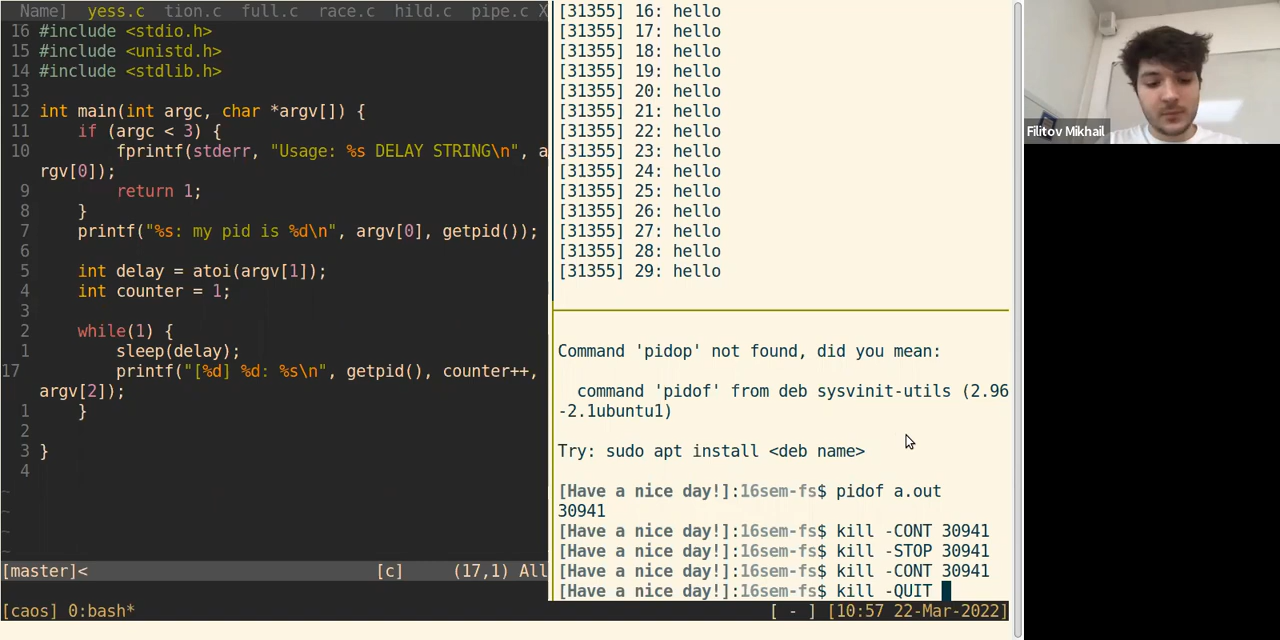 Name] yess.c tion.c full.c race.c hild.c pipe.c X
16 #include <stdio.h>
15 #include <unistd.h>
14 #include <stdlib.h>
13
12 int main(int argc, char *argv[]) {
11 if (argc < 3) {
10 fprintf(stderr, "Usage: %s DELAY STRING\n", a
rgv[0]);
9 return 1;
8 }
7 printf("%s: my pid is %d\n", argv[0], getpid());
6
5 int delay = atoi(argv[1]);
4 int counter = 1;
3
2 while(1) {
1 sleep(delay);
17 printf("[%d] %d: %s\n", getpid(), counter++,
argv[2]);
1 }
2
3 }
4
~
~
~
~
[master]< [c] (17,1) All
[31355] 16: hello
[31355] 17: hello
[31355] 18: hello
[31355] 19: hello
[31355] 20: hello
[31355] 21: hello
[31355] 22: hello
[31355] 23: hello
[31355] 24: hello
[31355] 25: hello
[31355] 26: hello
[31355] 27: hello
[31355] 28: hello
[31355] 29: hello
Command 'pidop' not found, did you mean:
command 'pidof' from deb sysvinit-utils (2.96
-2.1ubuntu1)
Try: sudo apt install <deb name>
[Have a nice day!]:16sem-fs$ pidof a.out
30941
[Have a nice day!]:16sem-fs$ kill -CONT 30941
[Have a nice day!]:16sem-fs$ kill -STOP 30941
[Have a nice day!]:16sem-fs$ kill -CONT 30941
[Have a nice day!]:16sem-fs$ kill -QUIT
[caos] 0:bash* [ - ] [10:57 22-Mar-2022]
Filitov Mikhail